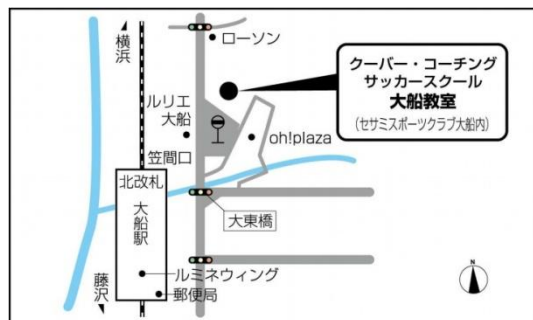 横浜
ローソン
クーバー・コーチング
サッカースクール
大船教室
(セサミスポーツクラブ大船内)
ルリエ
大船
oh!plaza
笠間口
北改札
大船駅
大東橋
ルミネウィング
郵便局
藤沢
N